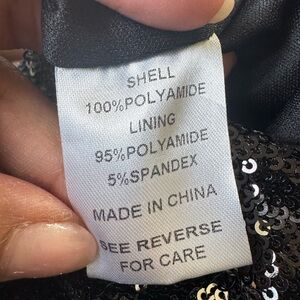 SHELL
100%POLYAMIDE
LINING
95%POLYAMIDE
5%SPANDEX
MADE IN CHINA
SEE REVERSE
FOR CARE